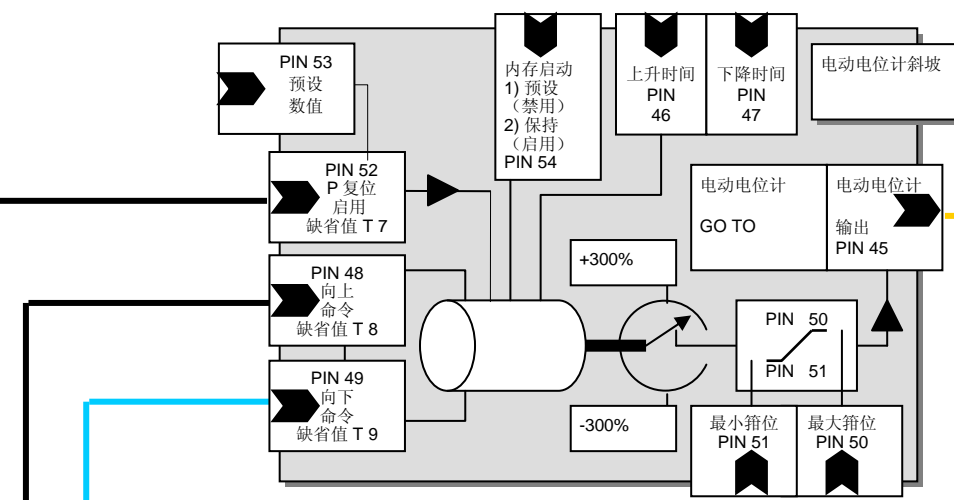 PIN 53
预设
数值
内存启动
1) 预设
（禁用）
2) 保持
（启用）
PIN 54
上升时间
PIN
46
下降时间
PIN
47
电动电位计斜坡
PIN 52
P 复位
启用
缺省值 T 7
电动电位计
GO TO
电动电位计
输出
PIN 45
+300%
PIN 48
向上
命令
缺省值 T 8
PIN 50
PIN 51
PIN 49
向下
命令
缺省值 T 9
-300%
最小箝位
PIN 51
最大箝位
PIN 50